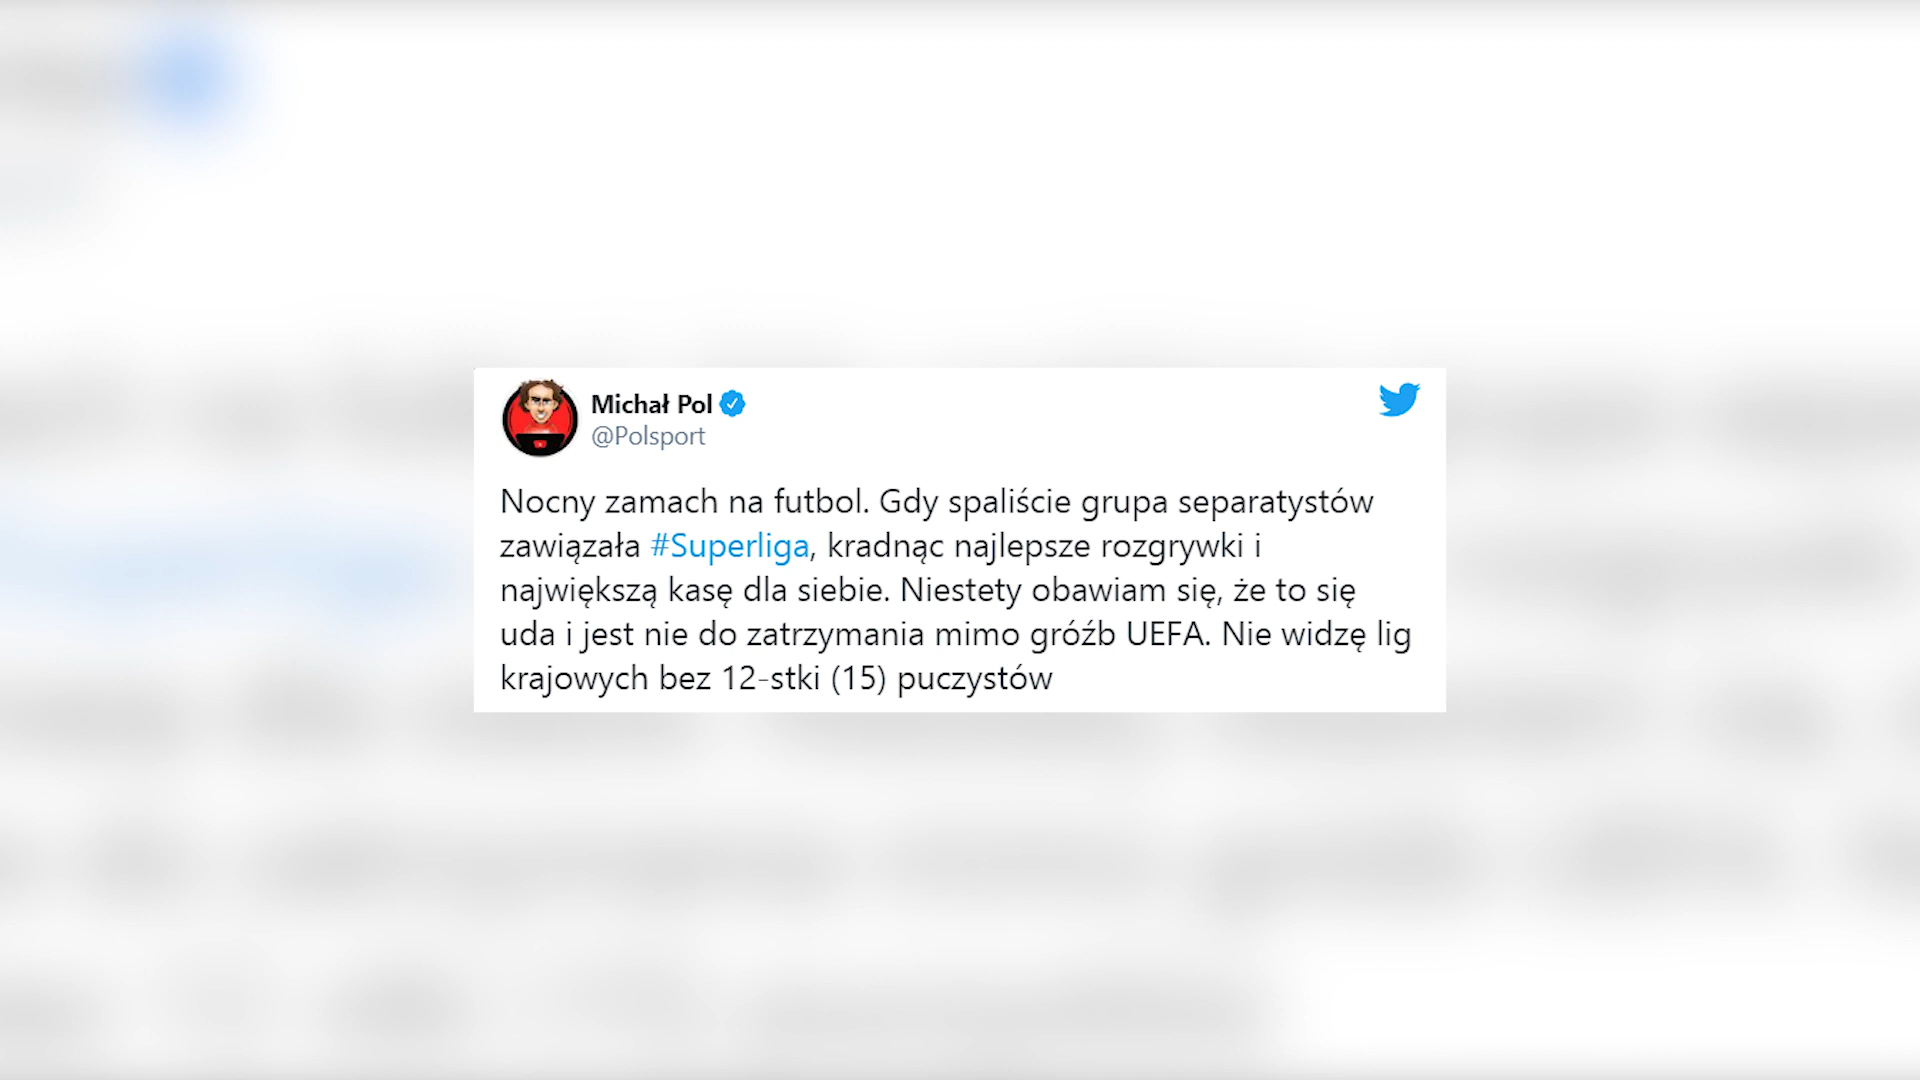 Michał Pol
@Polsport
Nocny zamach na futbol. Gdy spaliście grupa separatystów
zawiązała #Superliga, kradnąc najlepsze rozgrywki i
największą kasę dla siebie. Niestety obawiam się, że to się
uda i jest nie do zatrzymania mimo gróźb UEFA. Nie widzę lig
krajowych bez 12-stki (15) puczystów